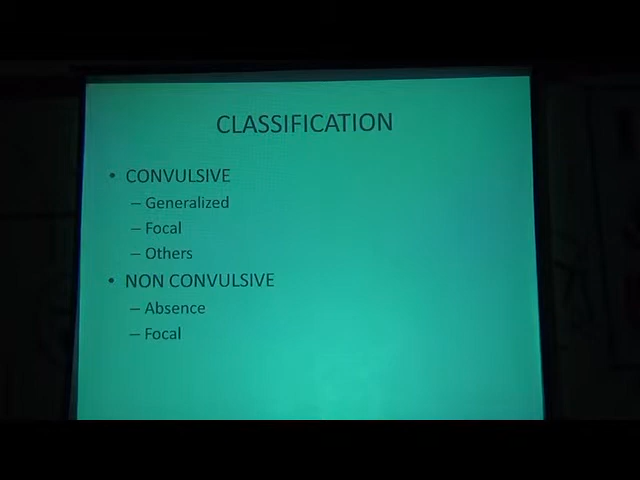 CLASSIFICATION
• CONVULSIVE
– Generalized
– Focal
– Others
• NON CONVULSIVE
– Absence
– Focal